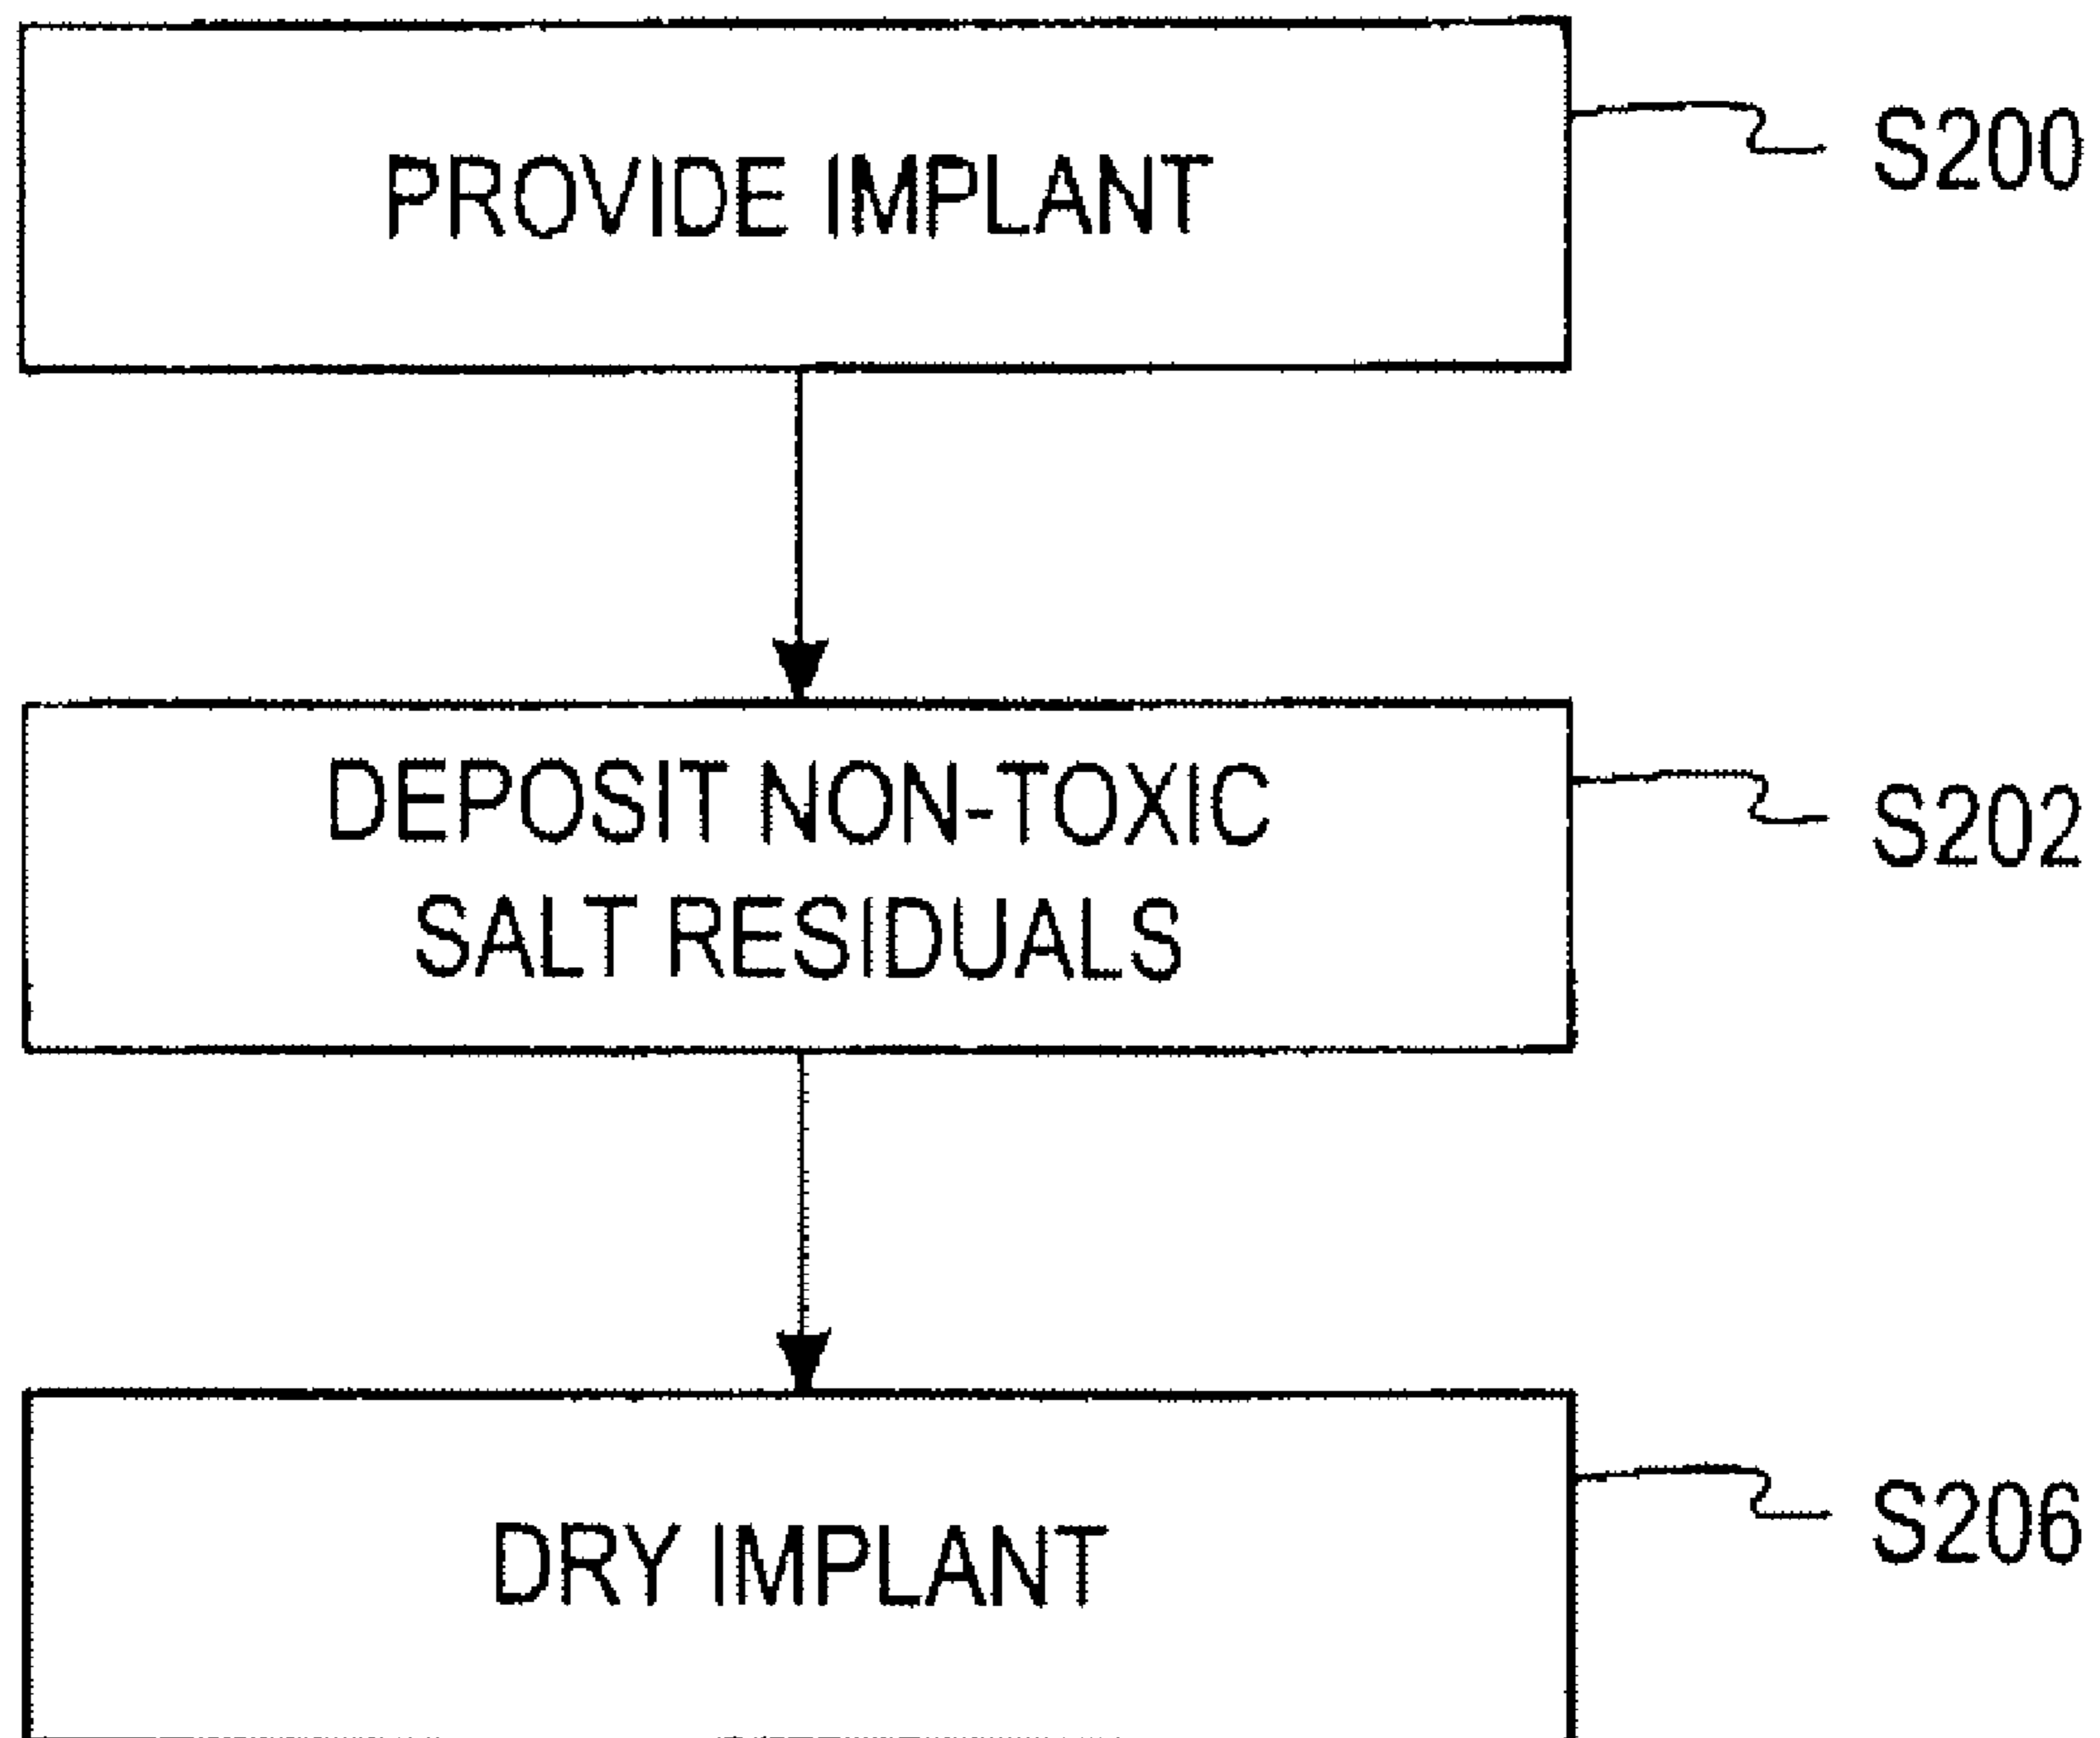 PROVIDE IMPLANT
S200
DEPOSIT NON-TOXIC
SALT RESIDUALS
S202
DRY IMPLANT
S206